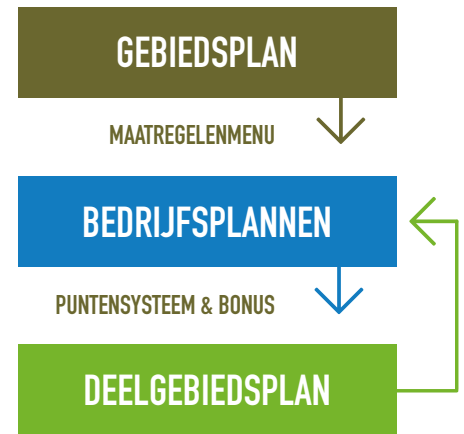 GEBIEDSPLAN
MAATREGELENMENU
BEDRIJFSPLANNEN
PUNTENSYSTEEM & BONUS
DEELGEBIEDSPLAN